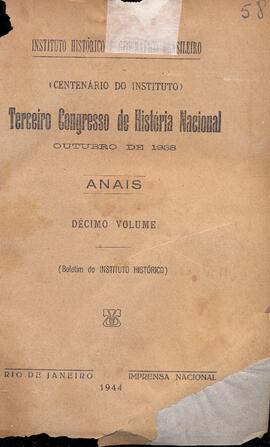 58
INSTITUTO HISTÓRICO
(CENTENÁRIO DO INSTITUTO)
Terceiro Congresso de História Nacional
OUTUBRO DE 1938
ANAIS
DÉCIMO VOLUME
(Boletim do INSTITUTO HISTÓRICO)
RIO DE JANEIRO IMPRENSA NACIONAL
1944